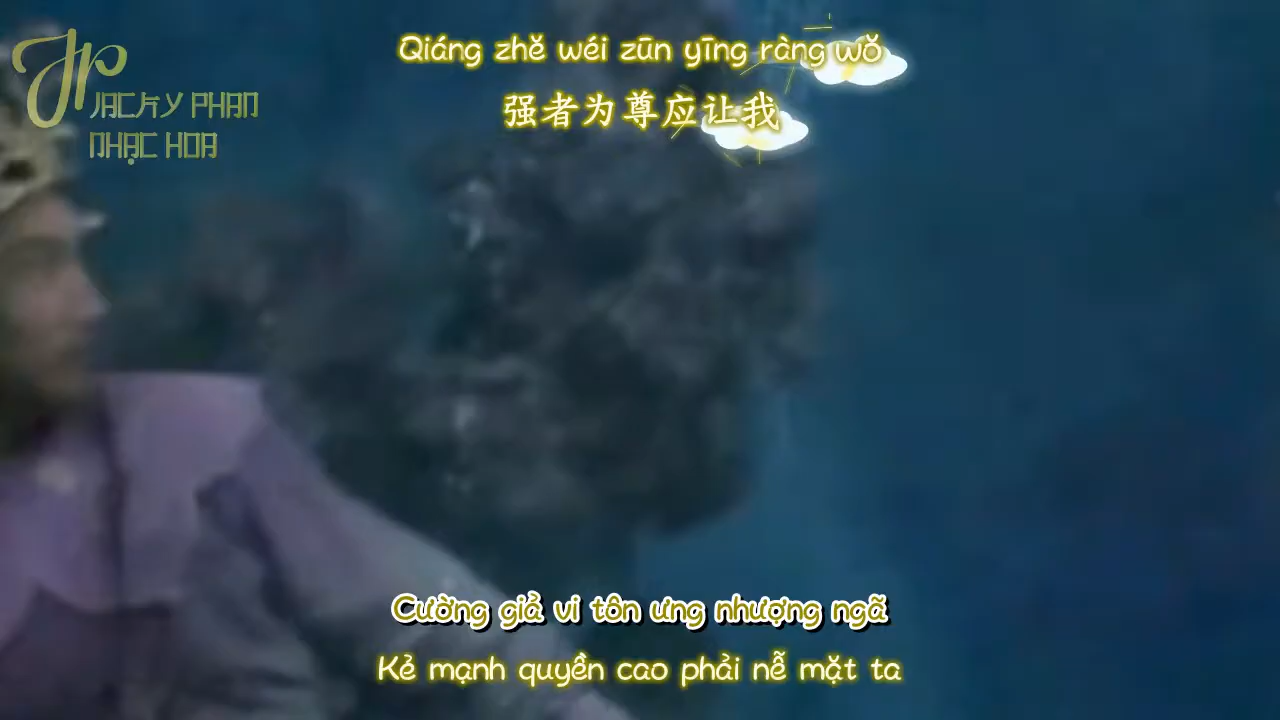 Qiáng zhě wéi zūn yīng ràng wǒ
强者为尊应让我
JP
JACKY PHAN
NHẠC HOA
Cường giả vi tôn ưng nhượng ngã
Kẻ mạnh quyền cao phải nễ mặt ta